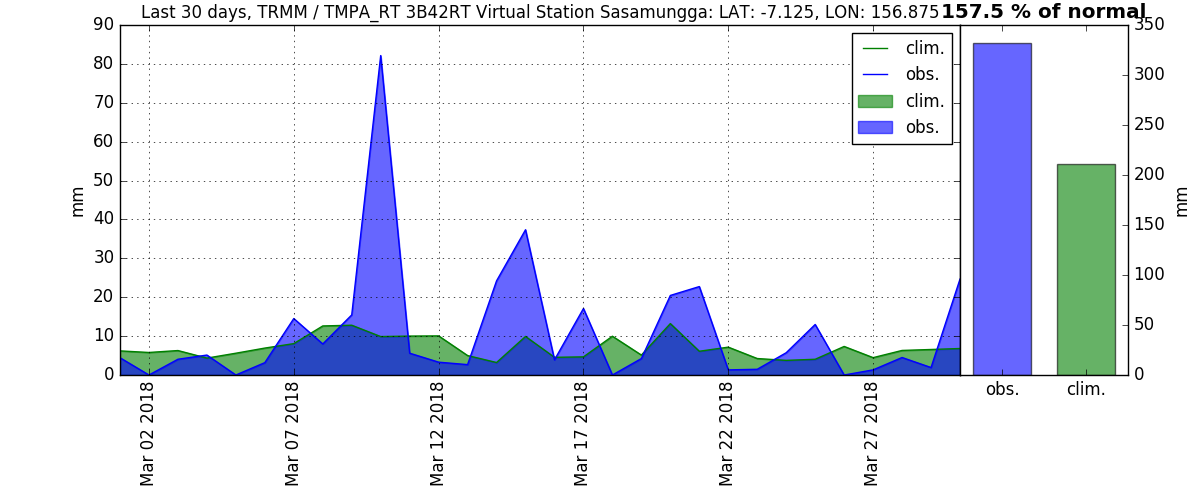 Last 30 days, TRMM / TMPA_RT 3B42RT Virtual Station Sasamungga: LAT: -7.125, LON: 156.875
157.5 % of normal
90
80
70
60
50
40
30
20
10
0
mm
clim.
obs.
clim.
obs.
Mar 02 2018
Mar 07 2018
Mar 12 2018
Mar 17 2018
Mar 22 2018
Mar 27 2018
350
300
250
200
150
100
50
0
mm
obs.
clim.